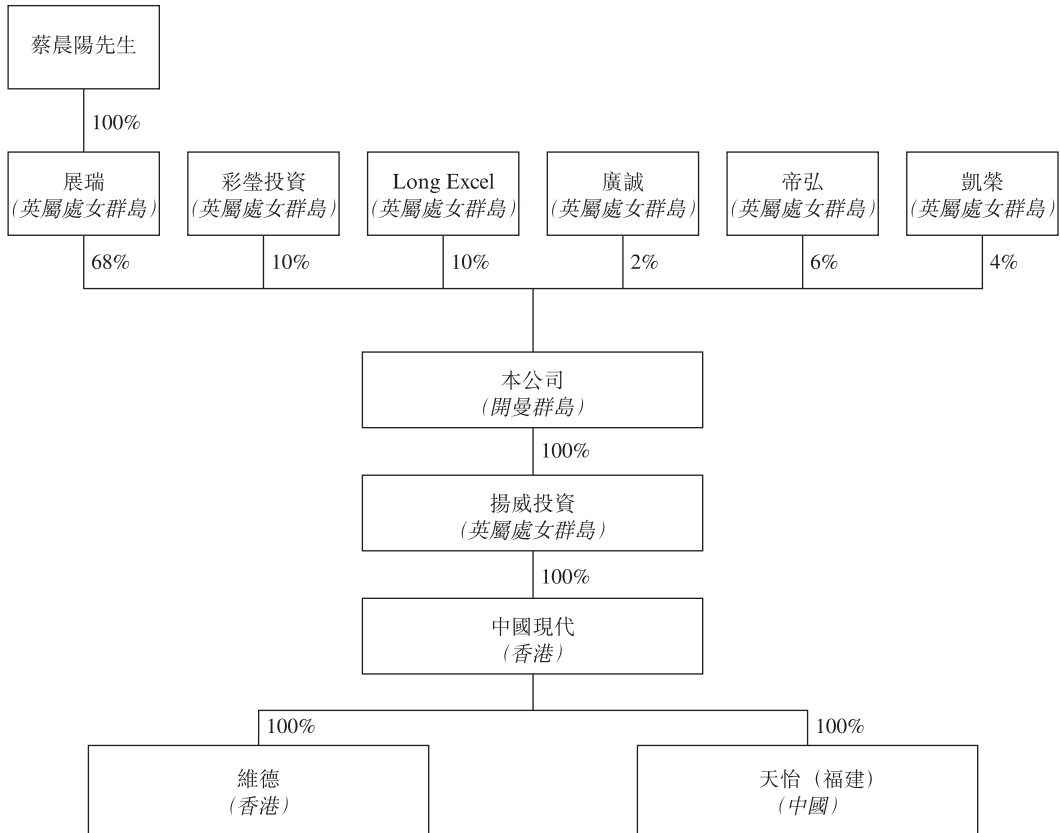 蔡晨陽先生
100%
展瑞
(英屬處女群島)
彩瑩投資
(英屬處女群島)
Long Excel
(英屬處女群島)
廣誠
(英屬處女群島)
帝弘
(英屬處女群島)
凱榮
(英屬處女群島)
68%
10%
10%
2%
6%
4%
本公司
(開曼群島)
100%
揚威投資
(英屬處女群島)
100%
中國現代
(香港)
100%
100%
維德
(香港)
天怡（福建）
(中國)